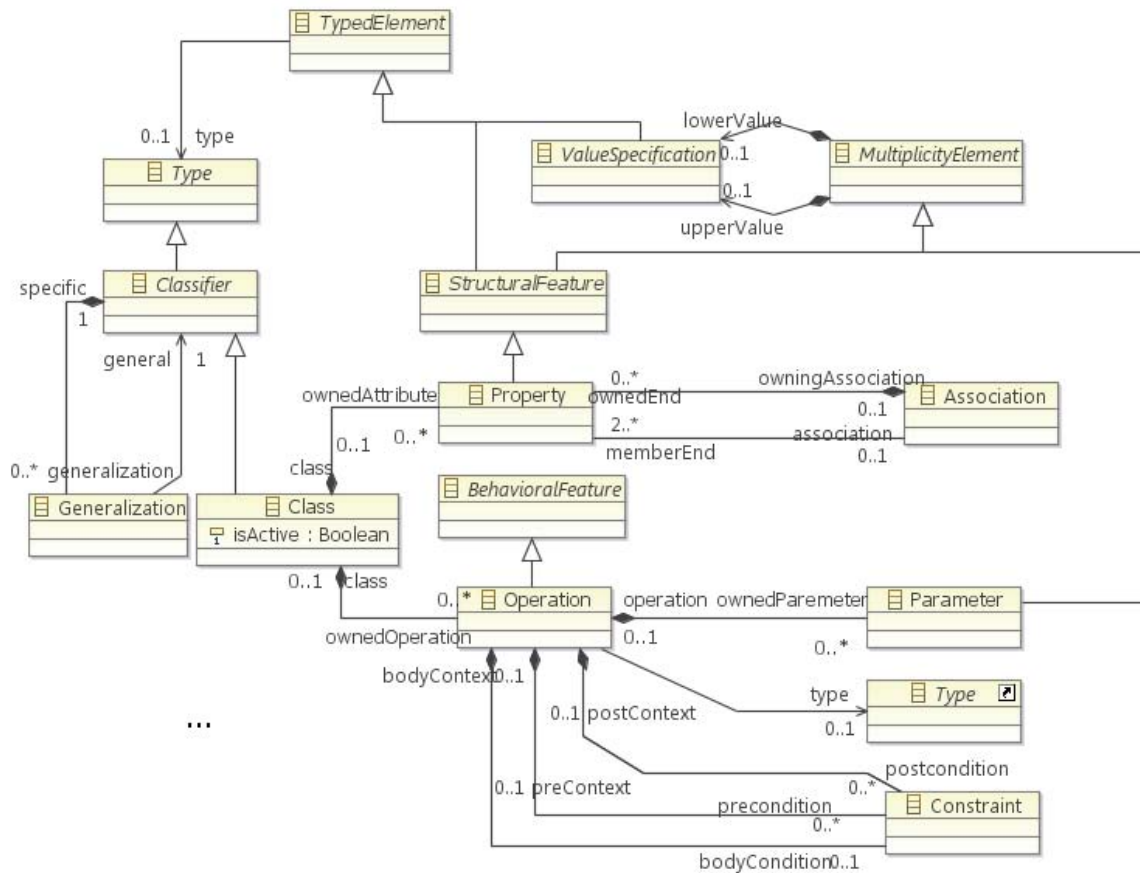 TypedElement
0..1
type
lowerValue
Type
ValueSpecification
0..1
MultiplicityElement
0..1
upperValue
specific
Classifier
StructuralFeature
1
general
1
ownedAttribute
Property
0..*
owningAssociation
ownedEnd
0..1
Association
0..1
0..*
2..*
association
memberEnd
0..1
0..*
generalization
class
BehavioralFeature
Generalization
Class
1
isActive : Boolean
0..1
class
0..*
Operation
operation
ownedParemeter
Parameter
ownedOperation
0..1
0..*
bodyContext
0..1
type
Type
...
0..1
postContext
0..1
postcondition
0..1
preContext
0..*
Constraint
precondition
0..*
bodyCondition
0..1